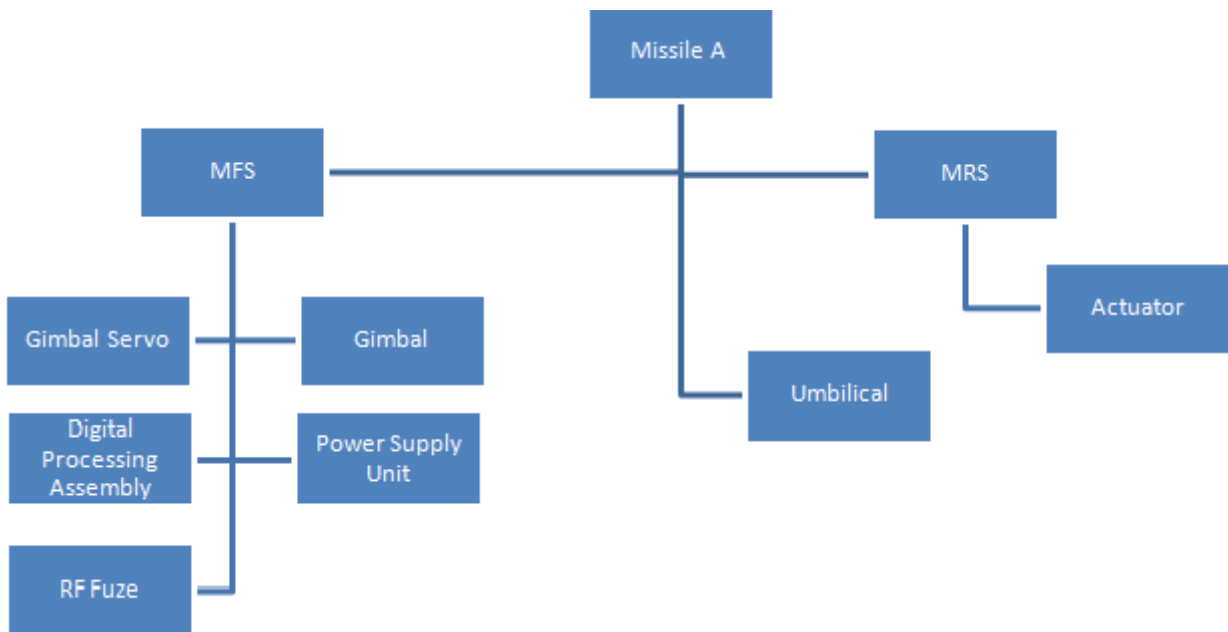 Missile A
MFS
MRS
Gimbal Servo
Gimbal
Actuator
Umbilical
Digital
Processing
Assembly
Power Supply
Unit
RF Fuze